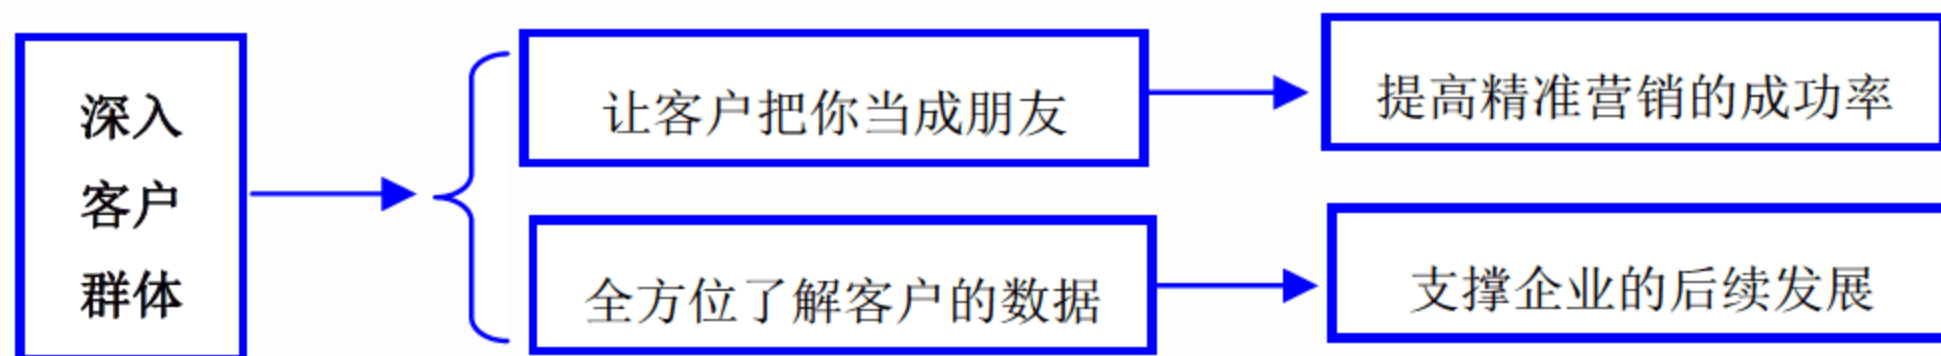 深入
客户
群体
让客户把你当成朋友
提高精准营销的成功率
全方位了解客户的数据
支撑企业的后续发展